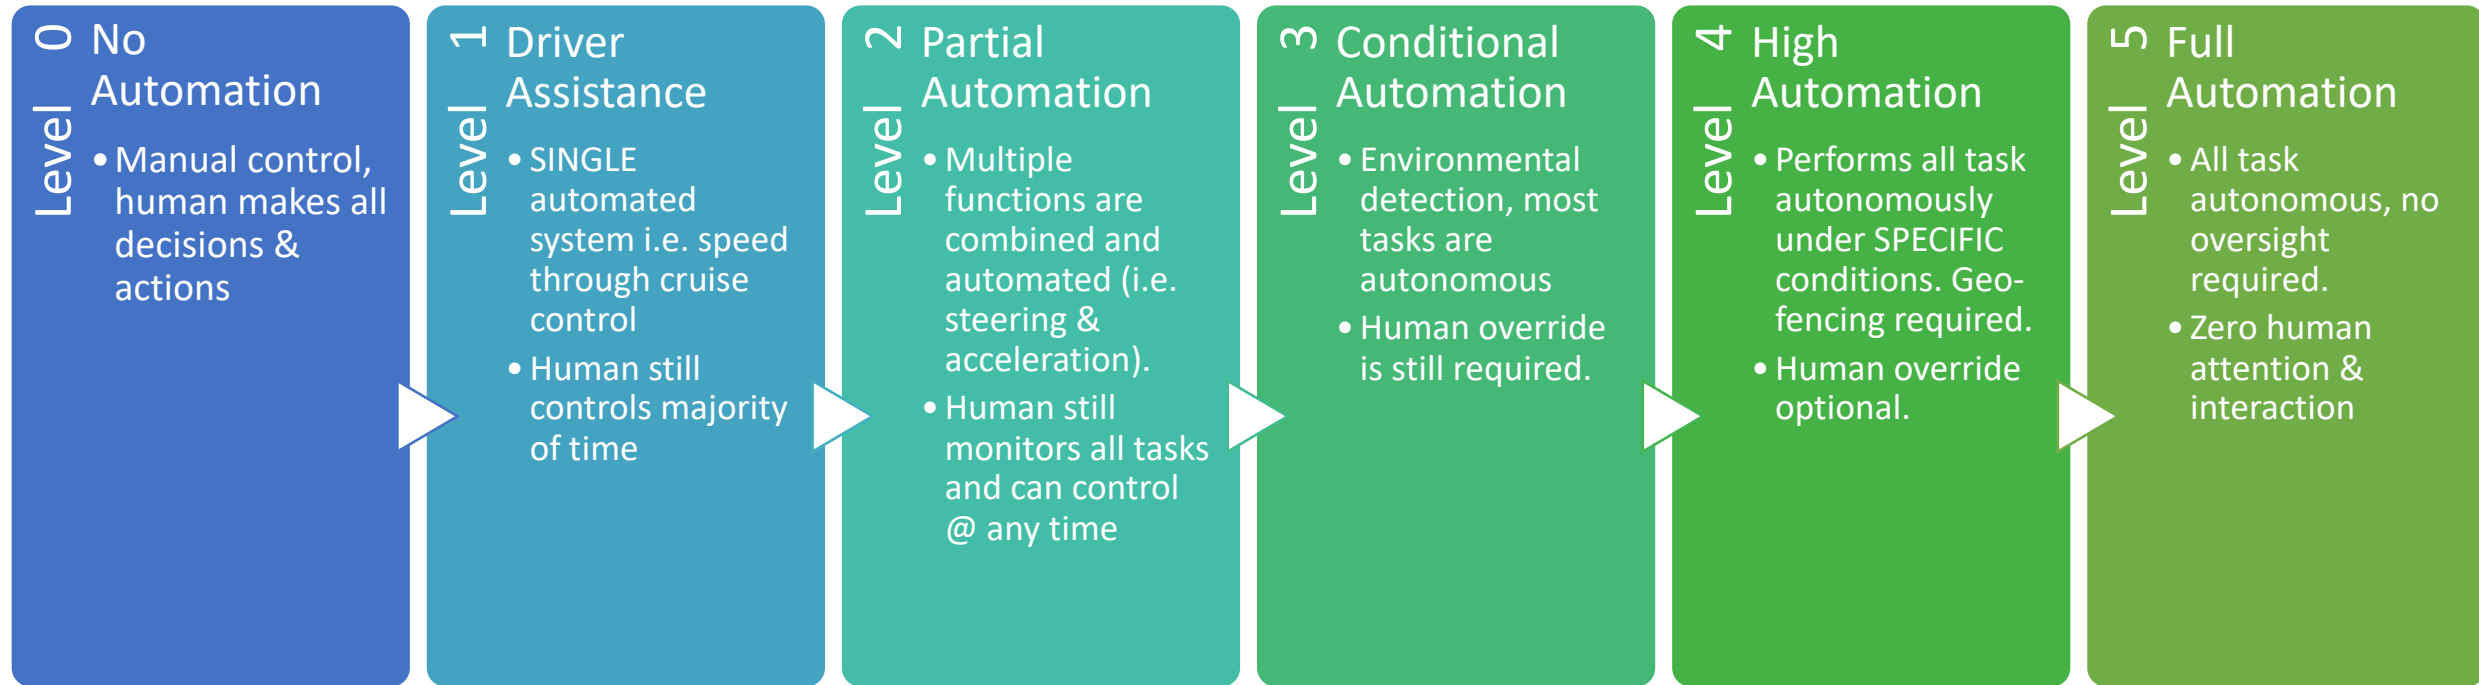 Level 0
No
Automation
• Manual control,
human makes all
decisions &
actions
Level 1
Driver
Assistance
• SINGLE
automated
system i.e. speed
through cruise
control
• Human still
controls majority
of time
Level 2
Partial
Automation
• Multiple
functions are
combined and
automated (i.e.
steering &
acceleration).
• Human still
monitors all tasks
and can control
@ any time
Level 3
Conditional
Automation
• Environmental
detection, most
tasks are
autonomous
• Human override
is still required.
Level 4
High
Automation
• Performs all task
autonomously
under SPECIFIC
conditions. Geo-
fencing required.
• Human override
optional.
Level 5
Full
Automation
• All task
autonomous, no
oversight
required.
• Zero human
attention &
interaction